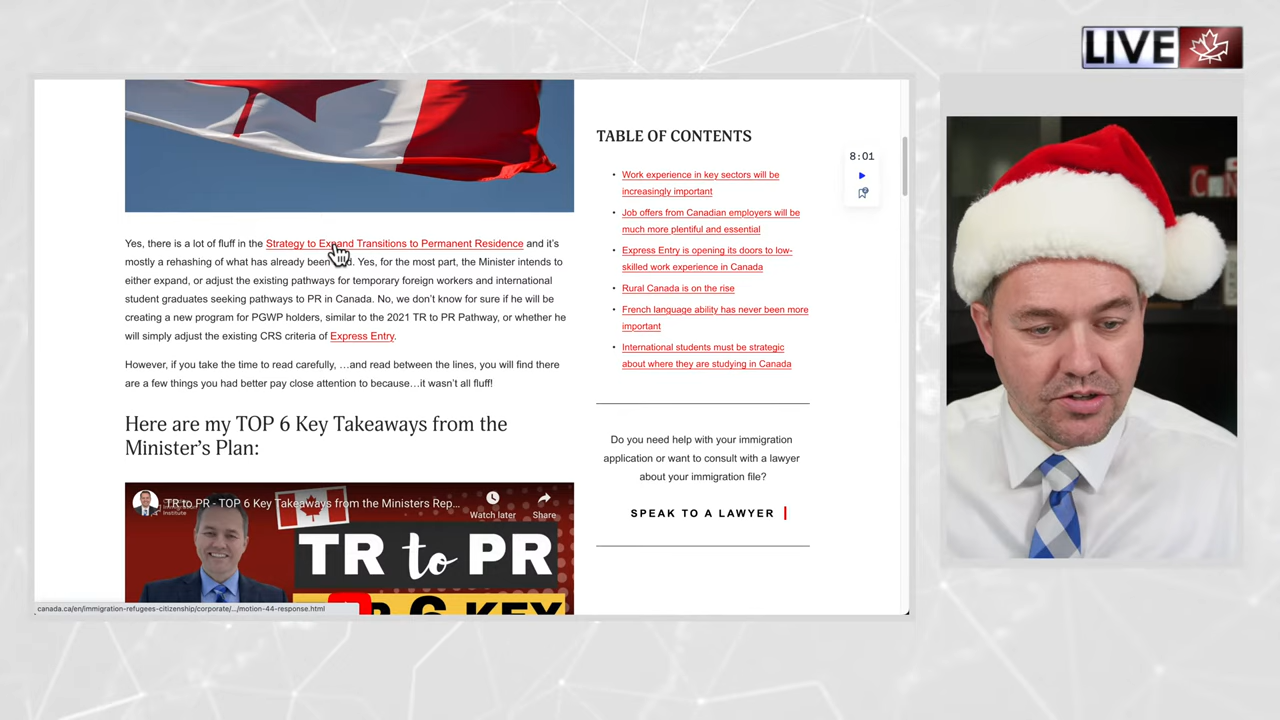 LIVE
Yes, there is a lot of fluff in the Strategy to Expand Transitions to Permanent Residence and it's
mostly a rehashing of what has already been Yes, for the most part, the Minister intends to
either expand, or adjust the existing pathways for temporary foreign workers and international
student graduates seeking pathways to PR in Canada. No, we don't know for sure if he will be
creating a new program for PGWP holders, similar to the 2021 TR to PR Pathway, or whether he
will simply adjust the existing CRS criteria of Express Entry.
However, if you take the time to read carefully, …and read between the lines, you will find there
are a few things you had better pay close attention to because…it wasn't all fluff!
Here are my TOP 6 Key Takeaways from the
Minister's Plan:
TR to PR - TOP 6 Key Takeaways from the Ministers Rep...
Institute
Watch later
Share
TR to PR
6 KEY
canada.ca/en/immigration-refugees-citizenship/corporate/.../motion-44-response.html
TABLE OF CONTENTS
• Work experience in key sectors will be
increasingly important
• Job offers from Canadian employers will be
much more plentiful and essential
• Express Entry is opening its doors to low-
skilled work experience in Canada
• Rural Canada is on the rise
• French language ability has never been more
important
• International students must be strategic
about where they are studying in Canada
Do you need help with your immigration
application or want to consult with a lawyer
about your immigration file?
SPEAK TO A LAWYER
8:01